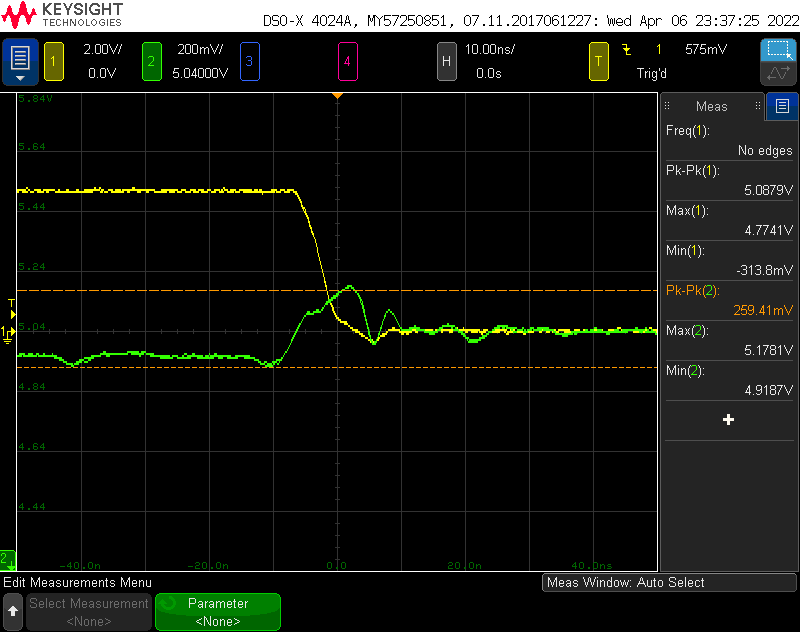 KEYSIGHT
TECHNOLOGIES
DSO-X 4024A, MY57250851, 07.11.2017061227: Wed Apr 06 23:37:25 2022
1 2.00V/ 2 200mV/ 3 4 H 10.00ns/ T 1 575mV
0.0V 5.04000V 0.0s Trig'd
5.84V
5.64
5.44
5.24
5.04
4.84
4.64
4.44
T
1
2
-40.0n -20.0n 0.0 20.0n 40.0n
Meas
Freq(1):
No edges
Pk-Pk(1):
5.0879V
Max(1):
4.7741V
Min(1):
-313.8mV
Pk-Pk(2):
259.41mV
Max(2):
5.1781V
Min(2):
4.9187V
Edit Measurements Menu
Meas Window: Auto Select
Select Measurement
<None>
Parameter
<None>